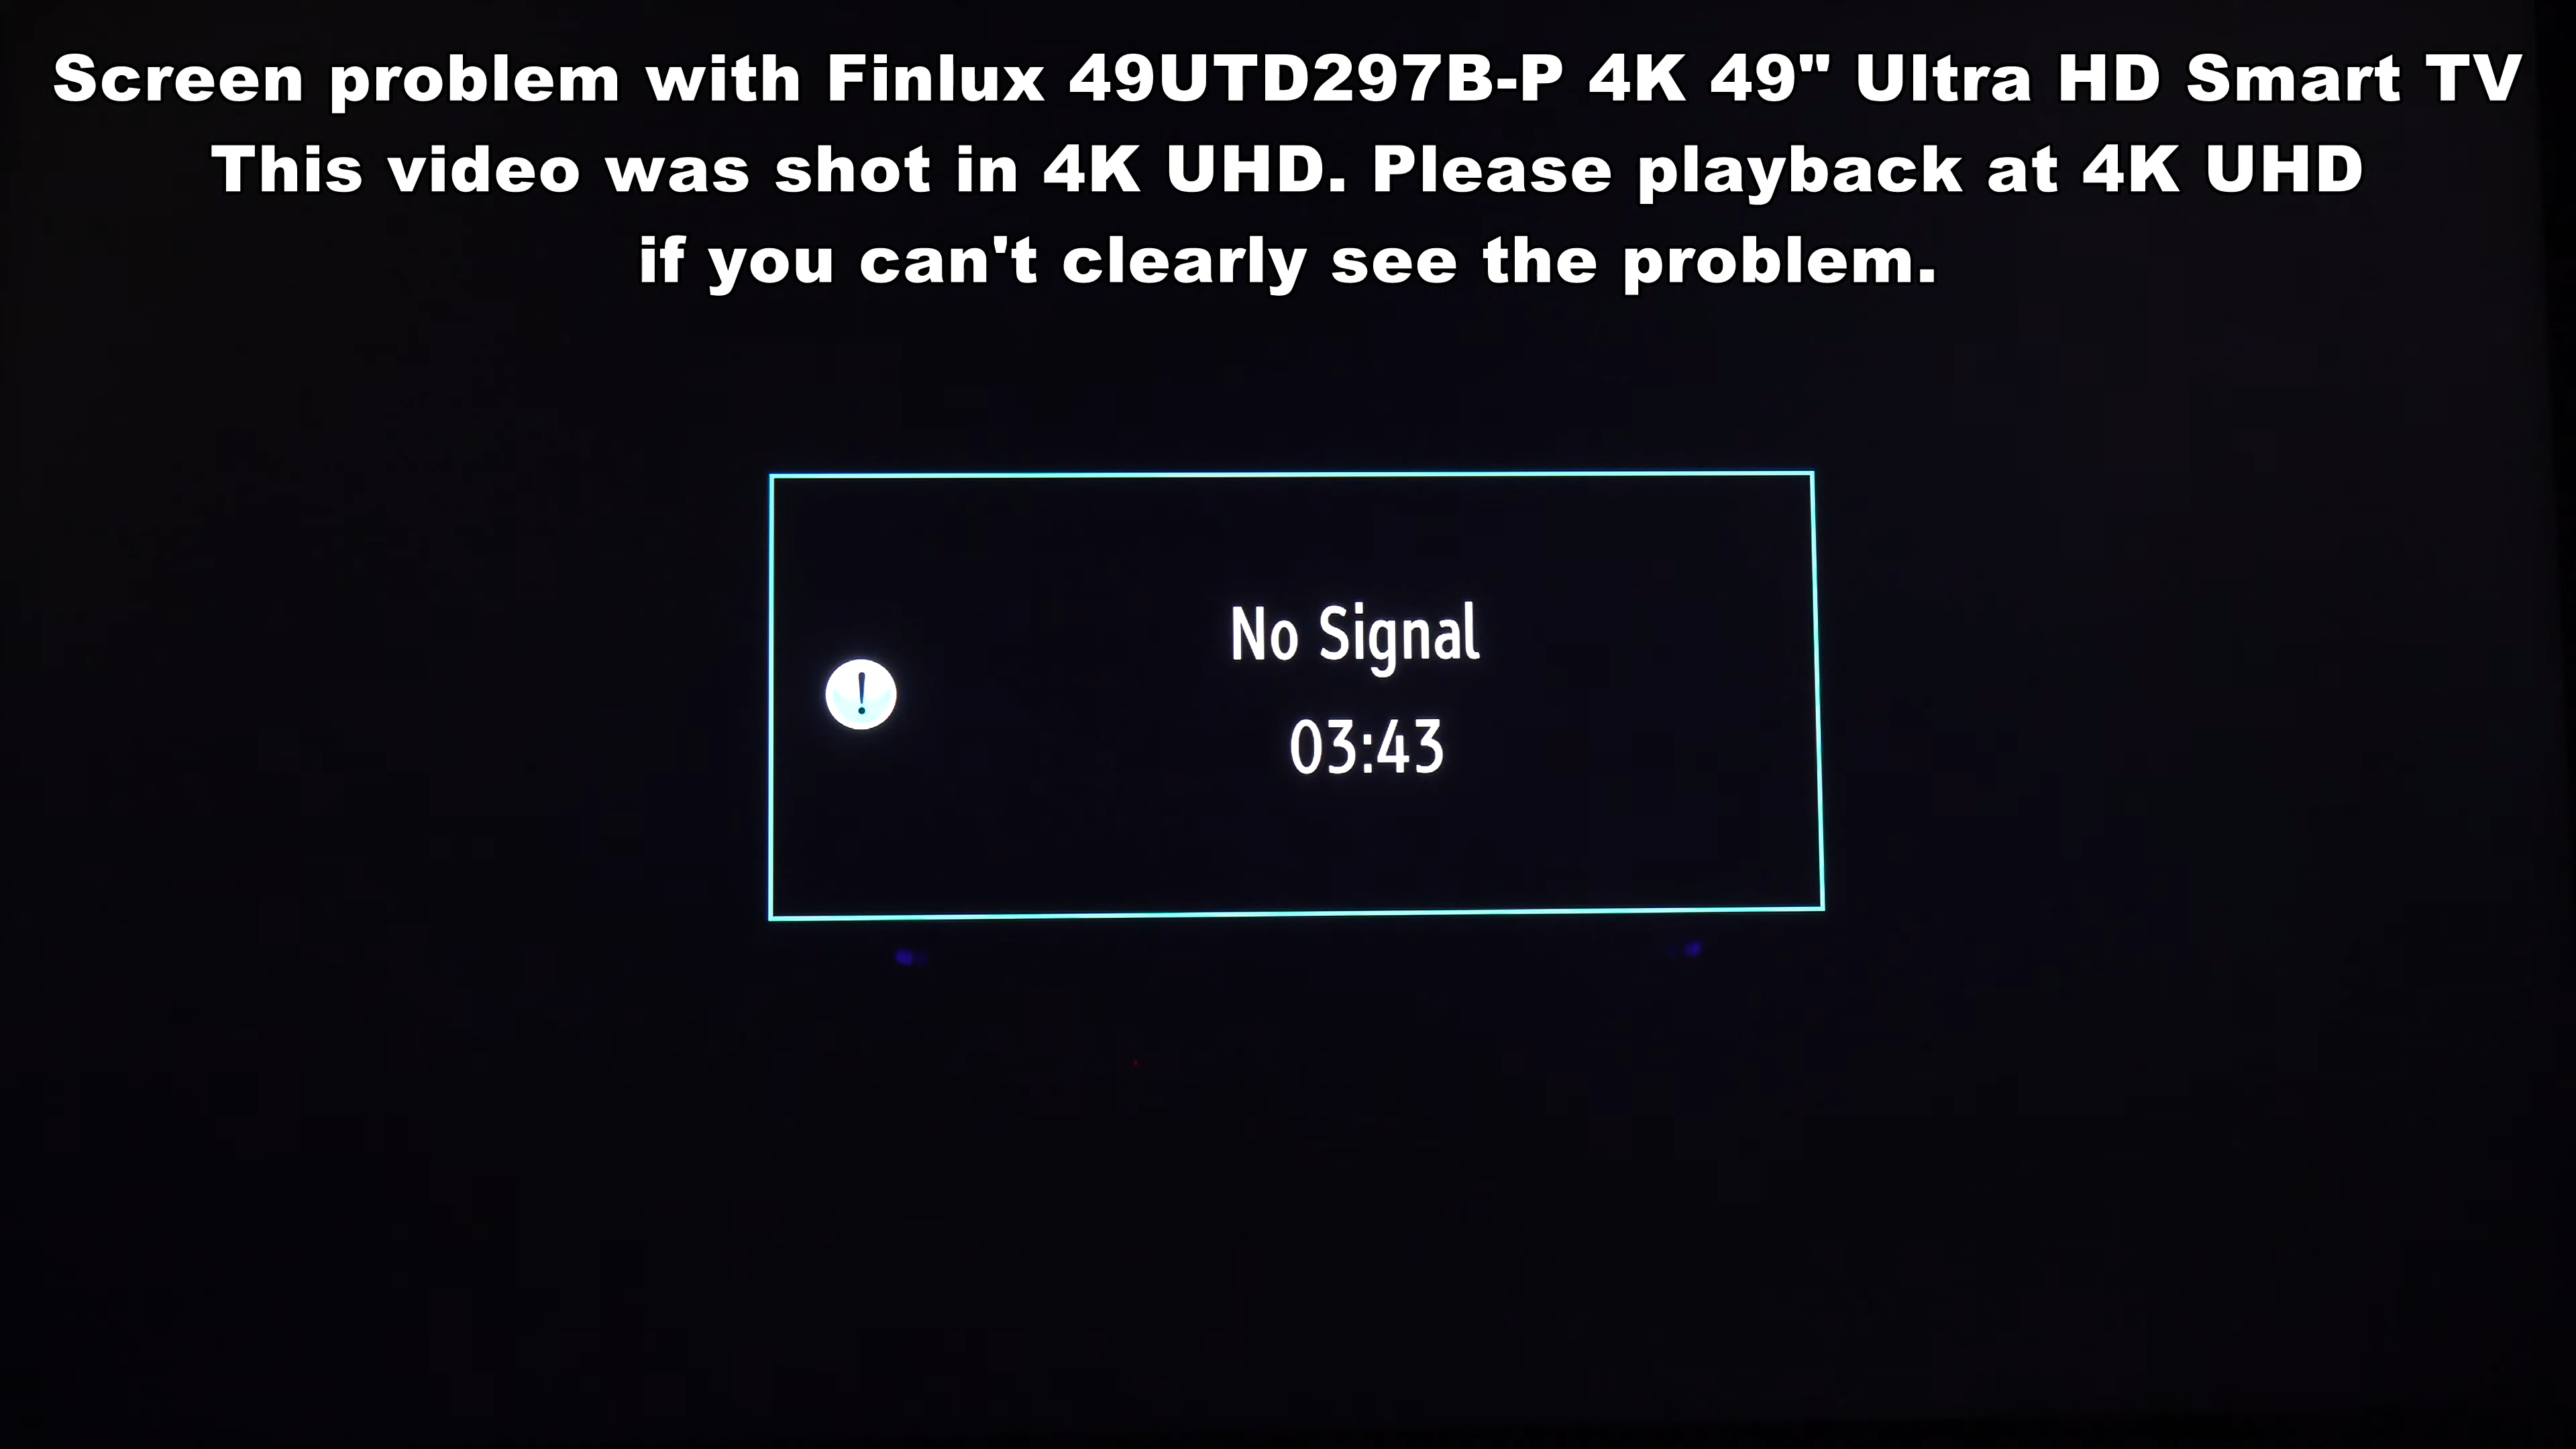 Screen problem with Finlux 49UTD297B-P 4K 49" Ultra HD Smart TV
This video was shot in 4K UHD. Please playback at 4K UHD
if you can't clearly see the problem.
!
No Signal
03:43